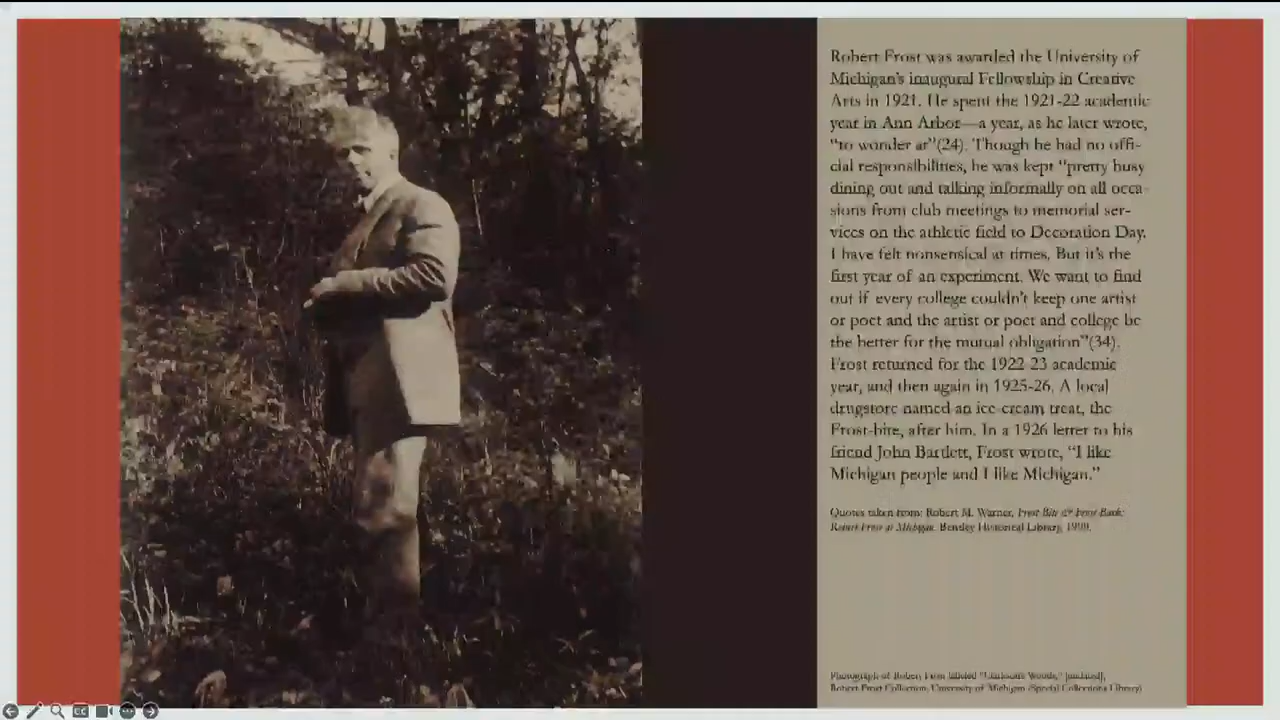 Robert Frost was awarded the University of
Michigan's inaugural Fellowship in Creative
Arts in 1921. He spent the 1921-22 academic
year in Ann Arbor—a year, as he later wrote,
"to wonder at"(24). Though he had no offi-
cial responsibilities, he was kept "pretty busy
dining out and talking informally on all occa-
sions from club meetings to memorial ser-
vices on the athletic field to Decoration Day.
I have felt nonsensical at times. But it's the
first year of an experiment. We want to find
out if every college couldn't keep one artist
or poet and the artist or poet and college be
the better for the mutual obligation"(34).
Frost returned for the 1922-23 academic
year, and then again in 1925-26. A local
drugstore named an ice-cream treat, the
Frost-bite, after him. In a 1926 letter to his
friend John Bartlett, Frost wrote, "I like
Michigan people and I like Michigan."
Quotes taken from: Robert M. Warner, Frost-Bite & Frost-Bark:
Robert Frost at Michigan. Bentley Historical Library, 1999.
Photograph of Robert Frost labeled Woods," [undated],
Robert Frost Collection, University of Michigan (Special Collections Library)
CC